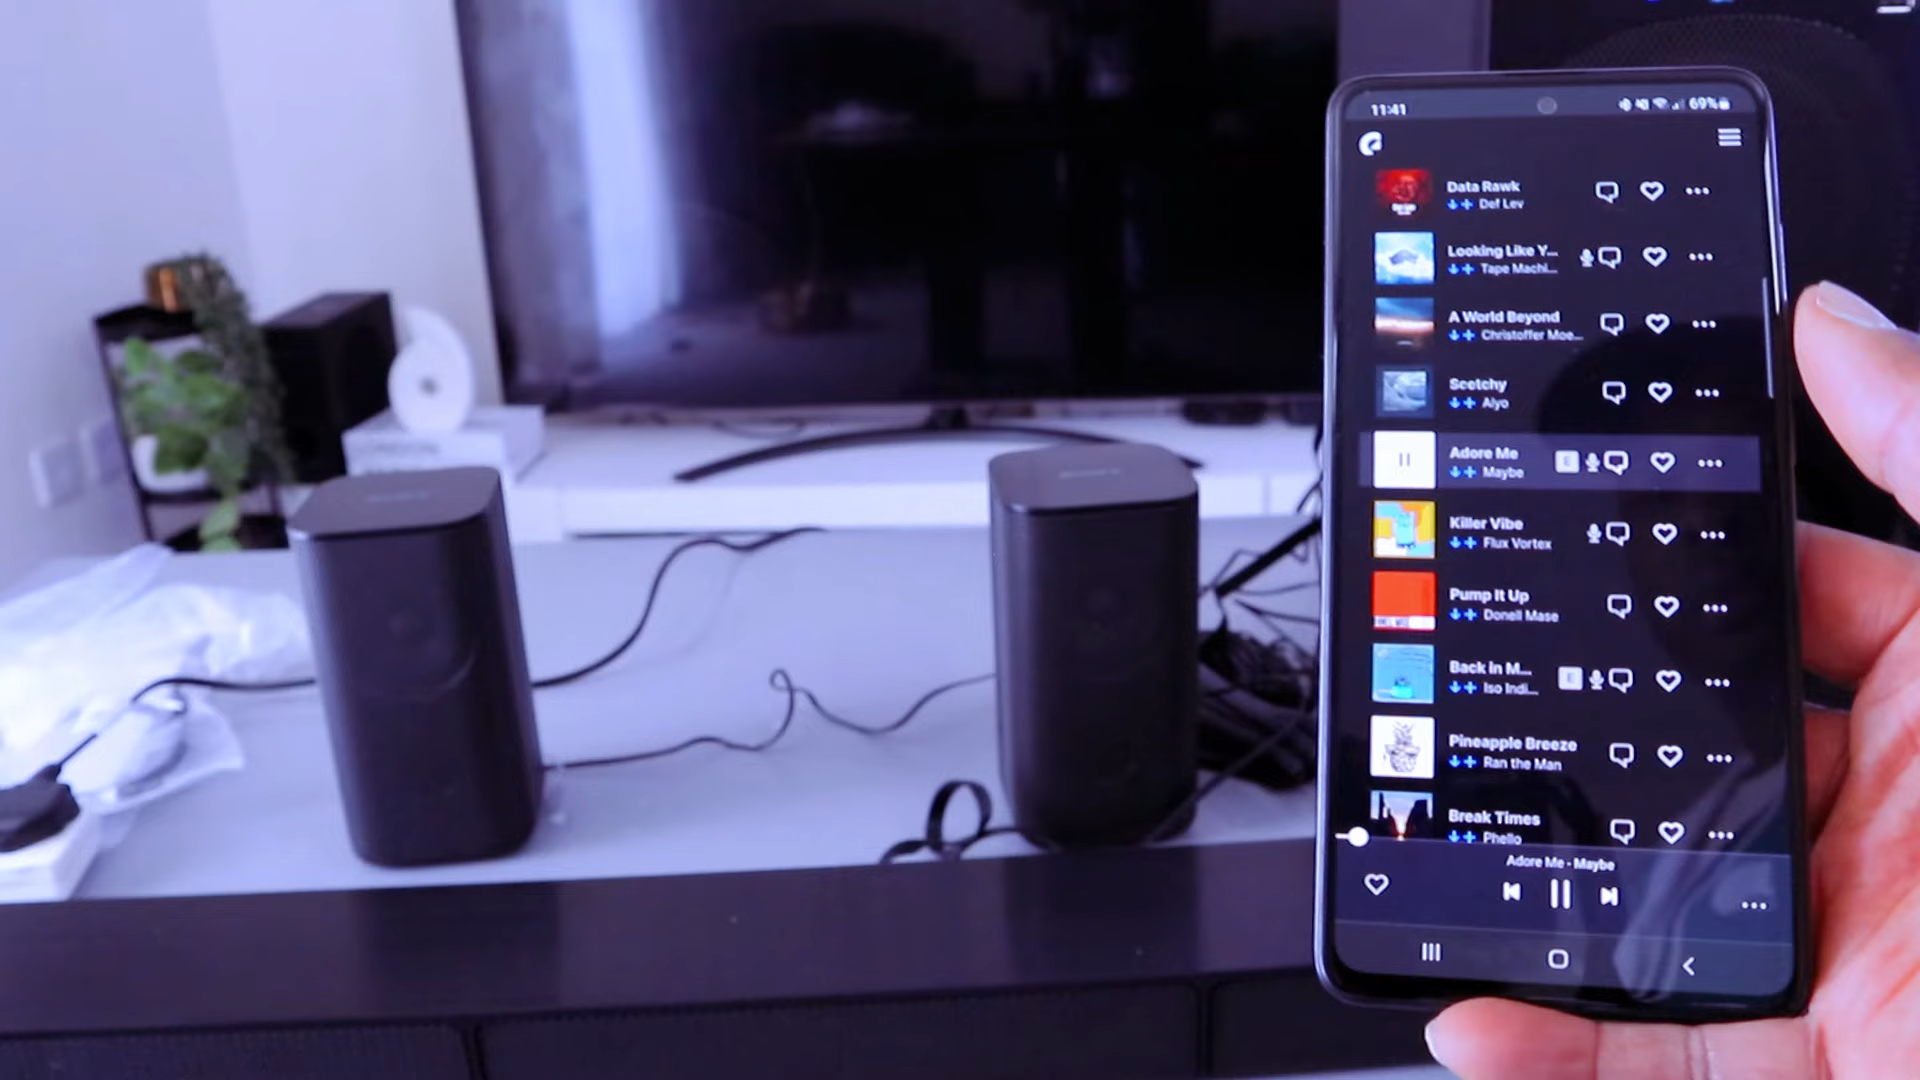 11:41
69%
Data Rawk
Def Lev
Looking Like Y...
Tape Machi...
A World Beyond
Christoffer Moe...
Scetchy
Alyo
Adore Me
E
Maybe
Killer Vibe
Flux Vortex
Pump It Up
Donell Mase
Back In M...
E
Iso Indi...
Pineapple Breeze
Ran the Man
Break Times
Phello
Adore Me - Maybe